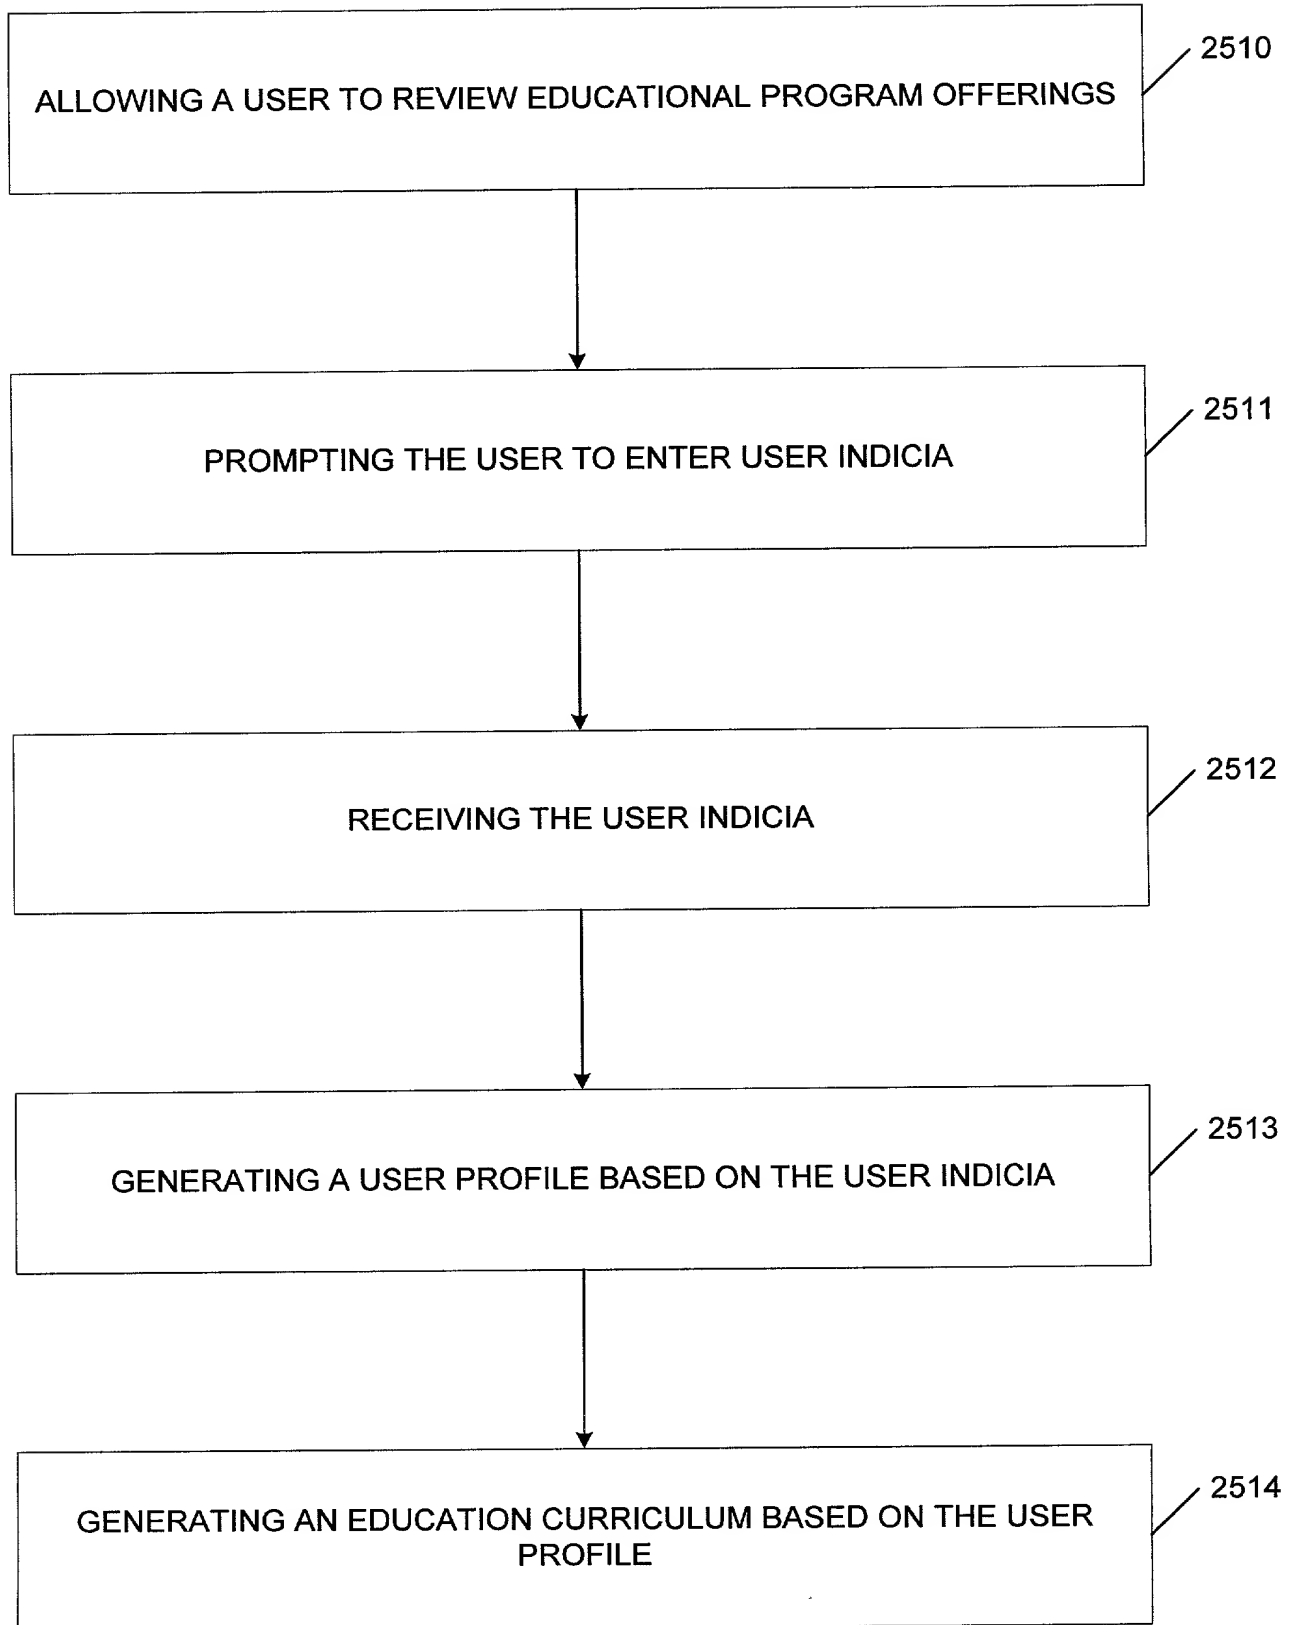 2510
ALLOWING A USER TO REVIEW EDUCATIONAL PROGRAM OFFERINGS
2511
PROMPTING THE USER TO ENTER USER INDICIA
2512
RECEIVING THE USER INDICIA
2513
GENERATING A USER PROFILE BASED ON THE USER INDICIA
2514
GENERATING AN EDUCATION CURRICULUM BASED ON THE USER
PROFILE